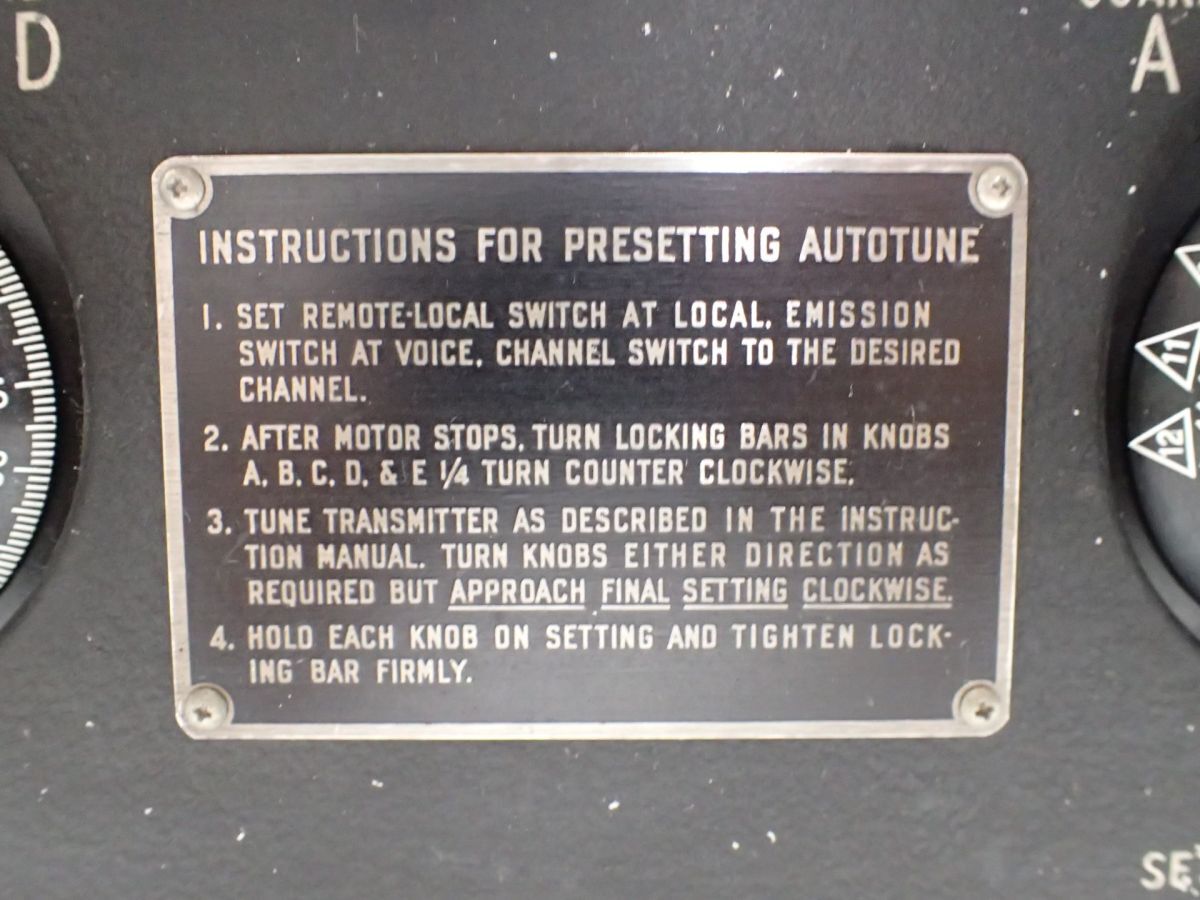 D
A
INSTRUCTIONS FOR PRESETTING AUTOTUNE
1. SET REMOTE-LOCAL SWITCH AT LOCAL, EMISSION
SWITCH AT VOICE, CHANNEL SWITCH TO THE DESIRED
CHANNEL.
2. AFTER MOTOR STOPS, TURN LOCKING BARS IN KNOBS
A, B, C, D, & E 1/4 TURN COUNTER CLOCKWISE.
3. TUNE TRANSMITTER AS DESCRIBED IN THE INSTRUC-
TION MANUAL. TURN KNOBS EITHER DIRECTION AS
REQUIRED BUT APPROACH FINAL SETTING CLOCKWISE.
4. HOLD EACH KNOB ON SETTING AND TIGHTEN LOCK-
ING BAR FIRMLY.
11
12